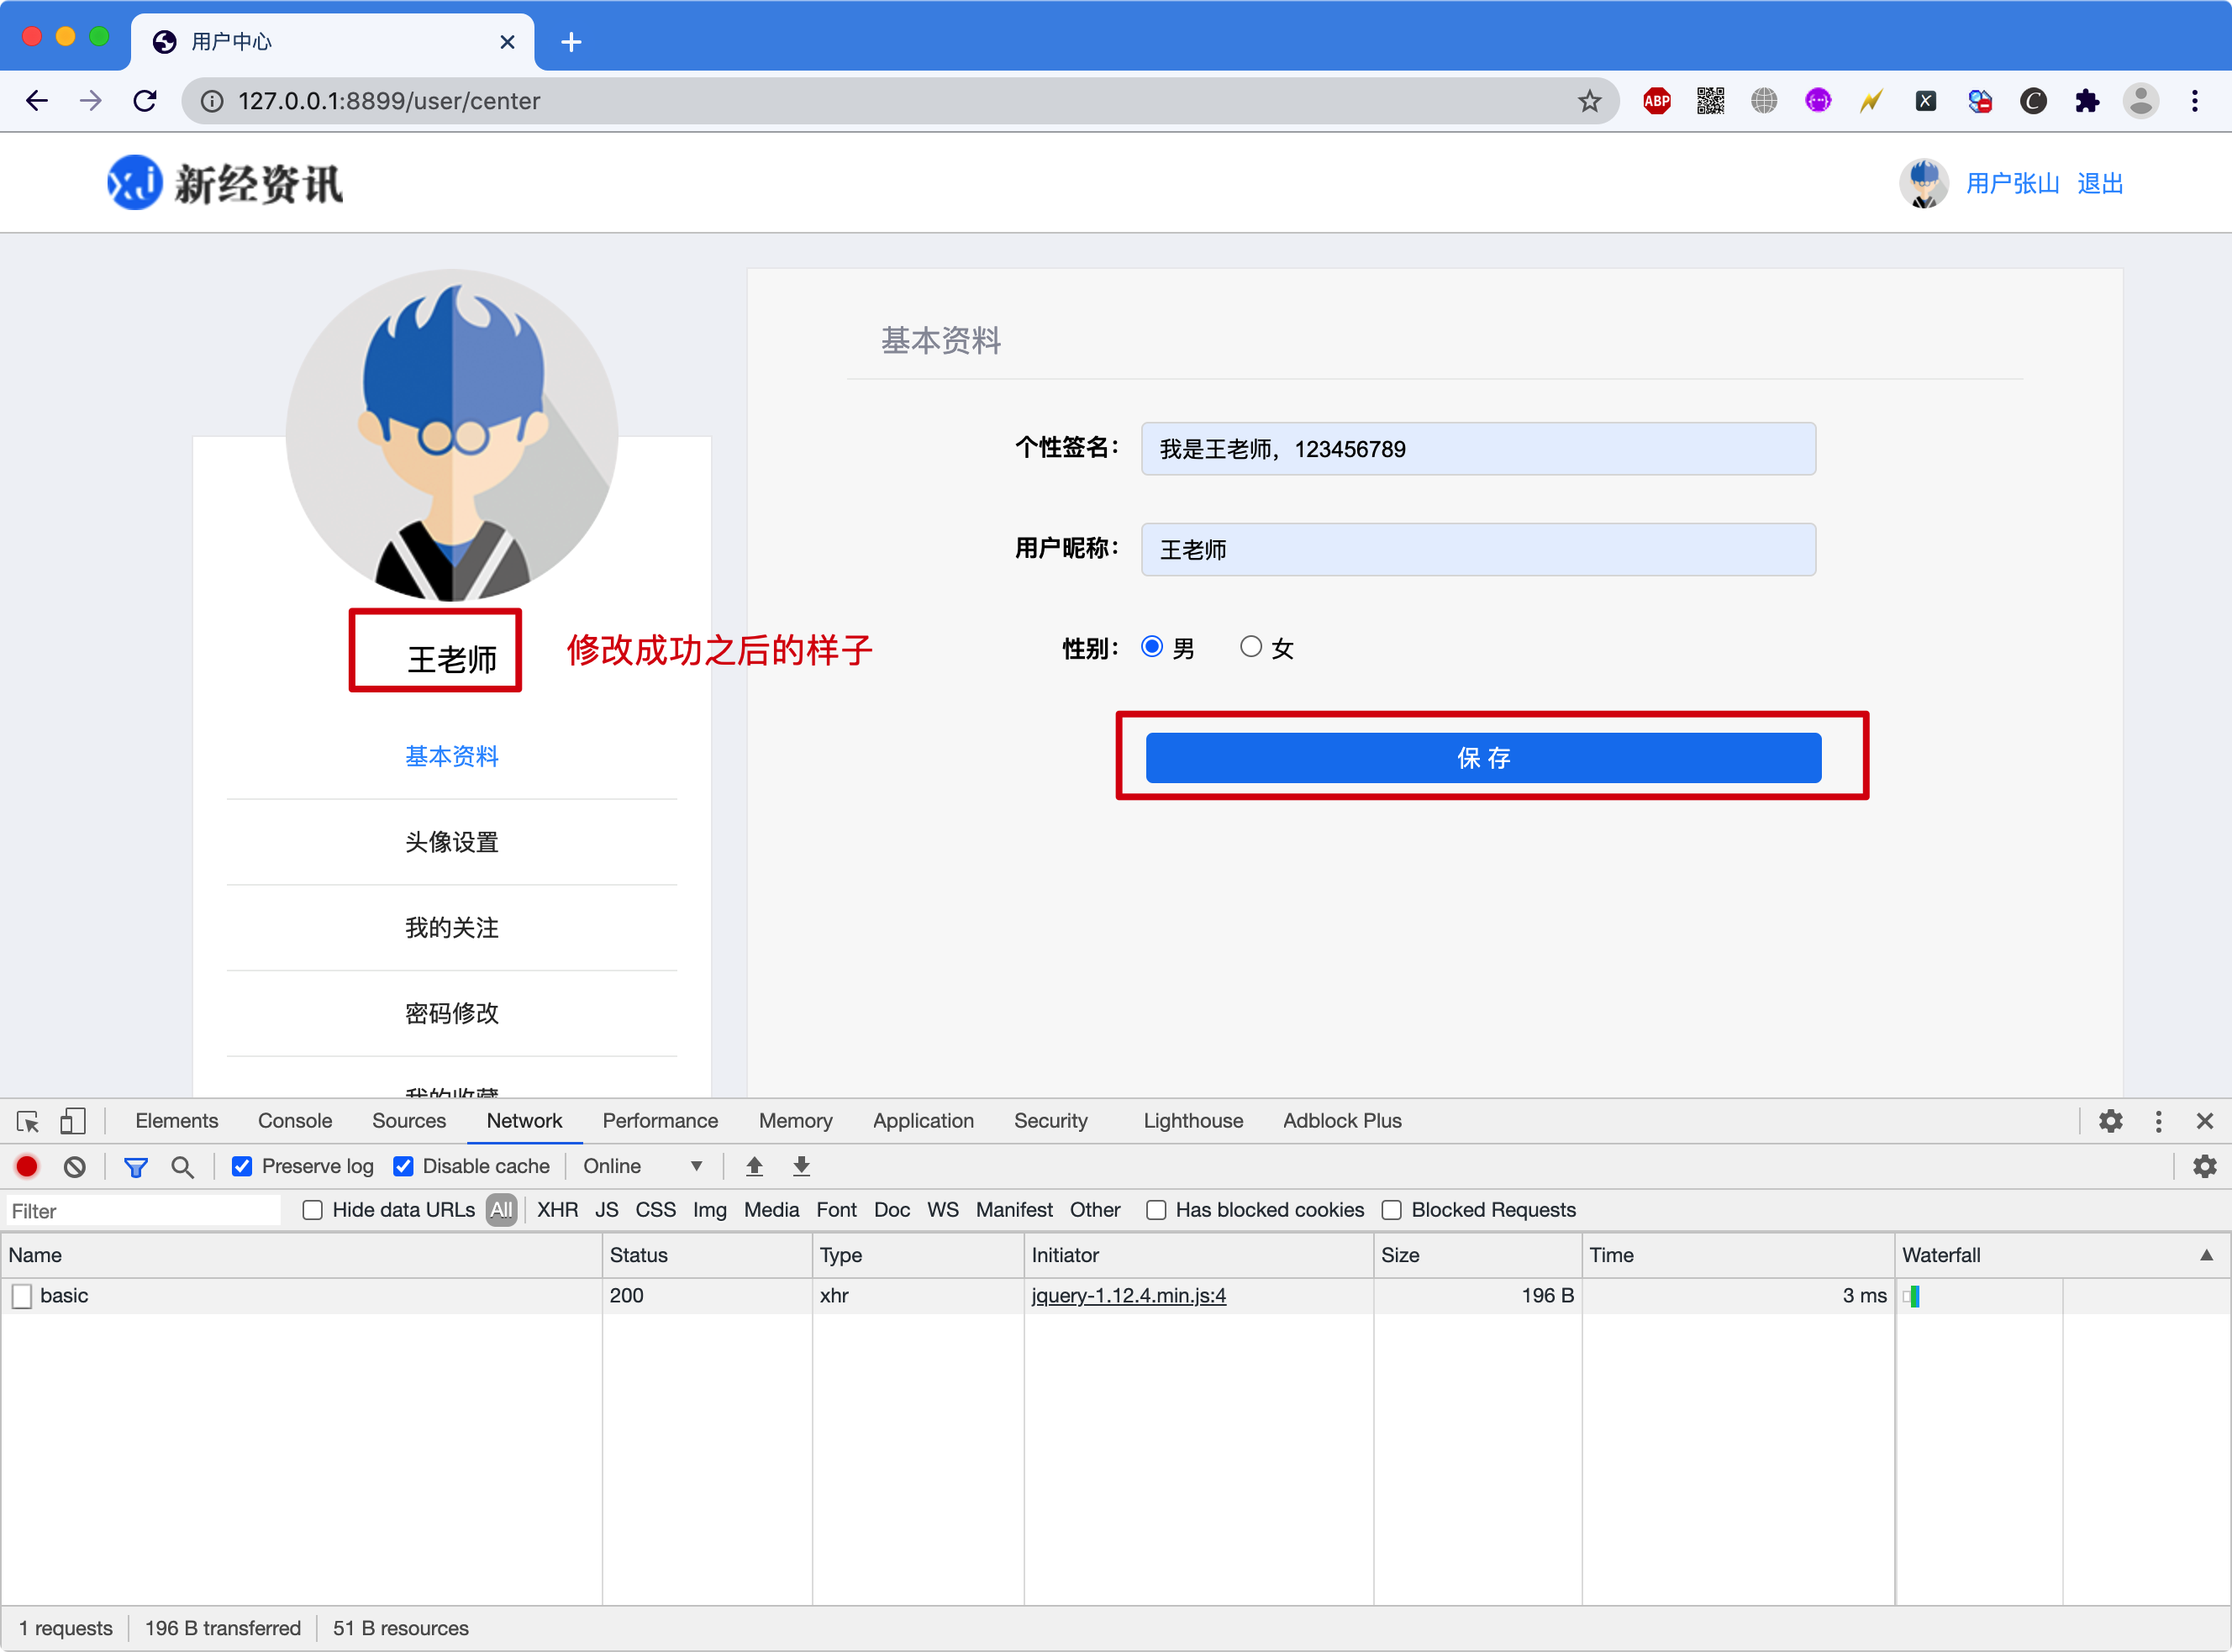 用户中心
127.0.0.1:8899/user/center
ABP
新经资讯
用户张山 退出
基本资料
个性签名： 我是王老师，123456789
用户昵称： 王老师
王老师 修改成功之后的样子
性别： 男 女
保 存
基本资料
头像设置
我的关注
密码修改
我的收藏
Elements Console Sources Network Performance Memory Application Security Lighthouse Adblock Plus
Preserve log Disable cache Online
Filter Hide data URLs All XHR JS CSS Img Media Font Doc WS Manifest Other Has blocked cookies Blocked Requests
Name Status Type Initiator Size Time Waterfall
basic 200 xhr jquery-1.12.4.min.js:4 196 B 3 ms
1 requests 196 B transferred 51 B resources